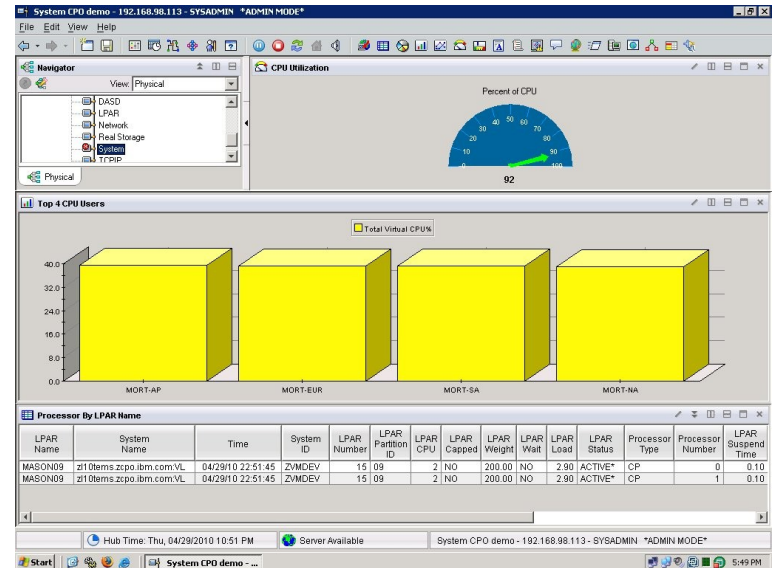 System CPO demo - 192.168.98.113 - SYSADMIN *ADMIN MODE*
File Edit View Help
Navigator
View: Physical
DASD
LPAR
Network
Real Storage
System
TCPIP
Physical
CPU Utilization
Percent of CPU
0 10 20 30 40 50 60 70 80 90 100
92
Top 4 CPU Users
Total Virtual CPU%
40.0
32.0
24.0
16.0
8.0
0.0
MORT-AP MORT-EUR MORT-SA MORT-NA
Processor By LPAR Name
LPAR Name System Name Time System ID LPAR Number LPAR Partition ID LPAR CPU LPAR Capped LPAR Weight LPAR Wait LPAR Load LPAR Status Processor Type Processor Number LPAR Suspend Time
MASON09 zl10tems.zcpo.ibm.com:VL 04/29/10 22:51:45 ZVMDEV 15 09 2 NO 200.00 NO 2.90 ACTIVE* CP 0 0.10
MASON09 zl10tems.zcpo.ibm.com:VL 04/29/10 22:51:45 ZVMDEV 15 09 2 NO 200.00 NO 2.90 ACTIVE* CP 1 0.10
Hub Time: Thu, 04/29/2010 10:51 PM Server Available System CPO demo - 192.168.98.113 - SYSADMIN *ADMIN MODE*
Start System CPO demo - ... 5:49 PM